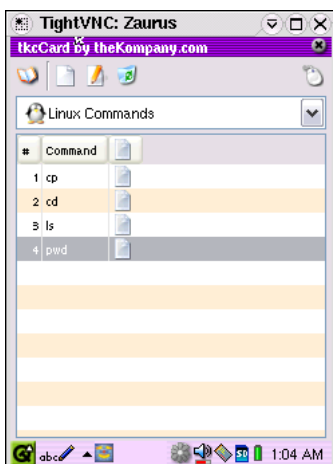 TightVNC: Zaurus
tkcCard by theKompany.com
Linux Commands
# Command
1 cp
2 cd
3 ls
4 pwd
abc SD 1:04 AM